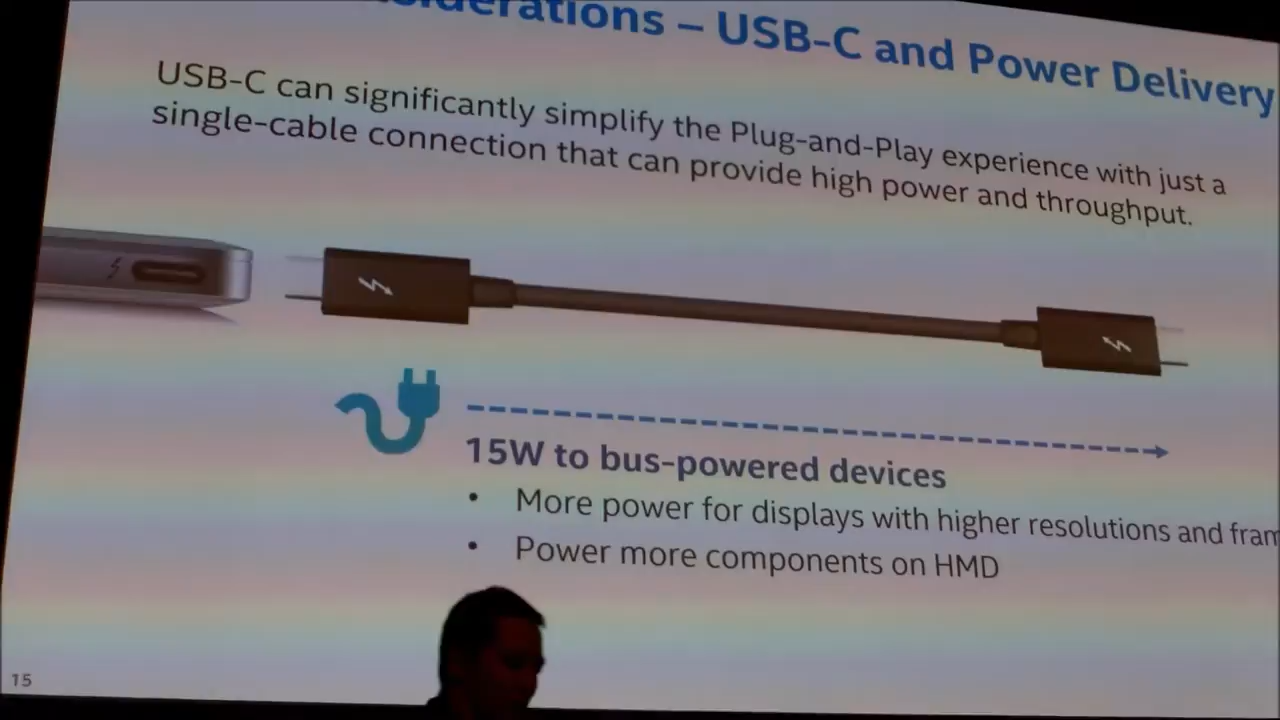 – USB-C and Power Delivery
USB-C can significantly simplify the Plug-and-Play experience with just a
single-cable connection that can provide high power and throughput.
15W to bus-powered devices
• More power for displays with higher resolutions and
• Power more components on HMD
15